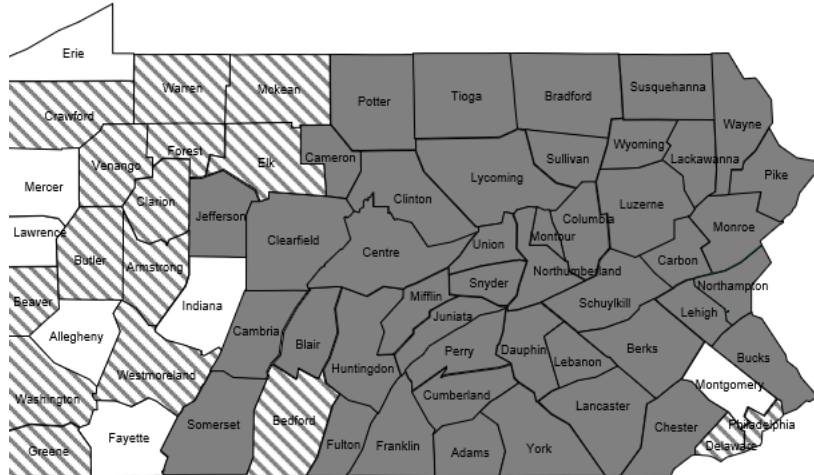 Erie
Warren
Mckean
Potter
Tioga
Bradford
Susquehanna
Crawford
Wayne
Forest
Wyoming
Venango
Elk
Cameron
Sullivan
Lackawanna
Mercer
Clarion
Lycoming
Pike
Clinton
Luzerne
Jefferson
Columbia
Lawrence
Monroe
Clearfield
Union
Montour
Centre
Butler
Armstrong
Carbon
Northumberland
Snyder
Northampton
Beaver
Mifflin
Indiana
Schuylkill
Lehigh
Juniata
Cambria
Allegheny
Blair
Perry
Dauphin
Lebanon
Berks
Bucks
Huntingdon
Westmoreland
Montgomery
Cumberland
Washington
Lancaster
Somerset
Bedford
Chester
Philadelphia
Fayette
Fulton
Franklin
Adams
York
Delaware
Greene